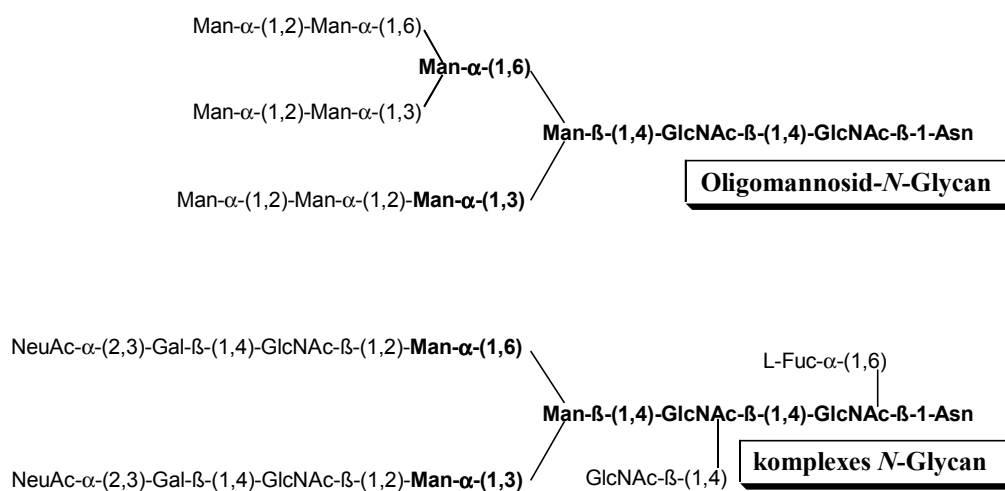 Man-α-(1,2)-Man-α-(1,6)
Man-α-(1,6)
Man-α-(1,2)-Man-α-(1,3)
Man-ß-(1,4)-GlcNAc-ß-(1,4)-GlcNAc-ß-1-Asn
Oligomannosid-N-Glycan
Man-α-(1,2)-Man-α-(1,2)-Man-α-(1,3)
NeuAc-α-(2,3)-Gal-ß-(1,4)-GlcNAc-ß-(1,2)-Man-α-(1,6)
L-Fuc-α-(1,6)
Man-ß-(1,4)-GlcNAc-ß-(1,4)-GlcNAc-ß-1-Asn
komplexes N-Glycan
NeuAc-α-(2,3)-Gal-ß-(1,4)-GlcNAc-ß-(1,2)-Man-α-(1,3)
GlcNAc-ß-(1,4)